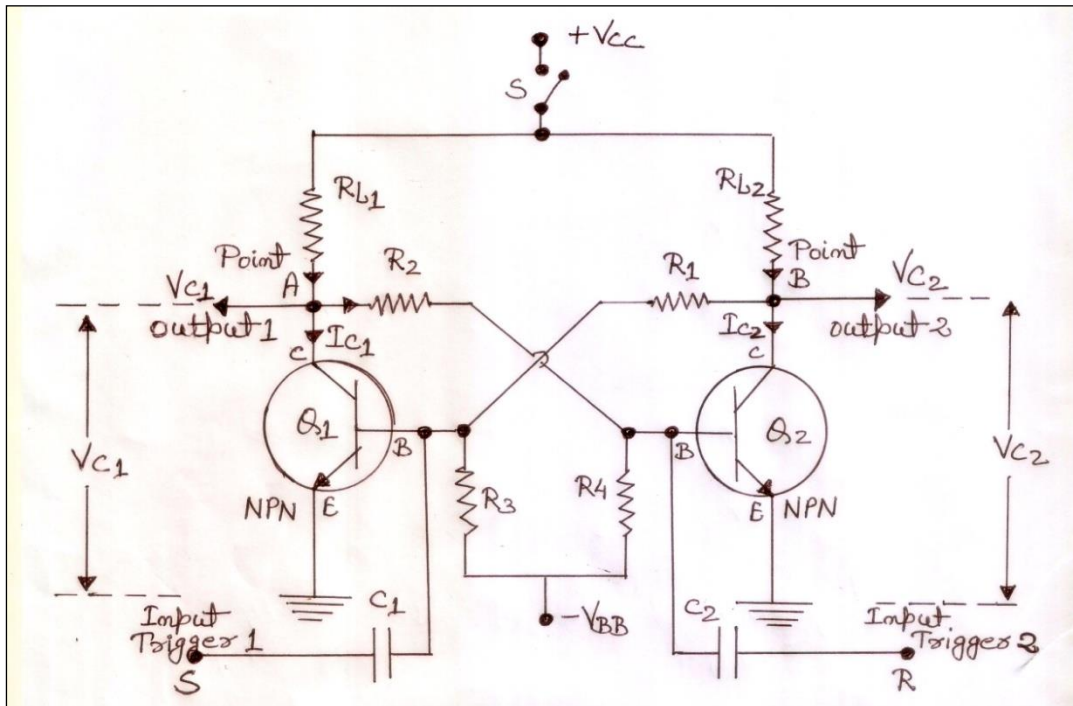 +VCC
S
RL1
RL2
Point
A
R2
R1
Point
B
VC1
output 1
IC1
IC2
VC2
output 2
C
C
Q1
B
B
Q2
VC1
VC2
R3
R4
NPN
E
E
NPN
Input
Trigger 1
C1
-VBB
C2
Input
Trigger 2
S
R